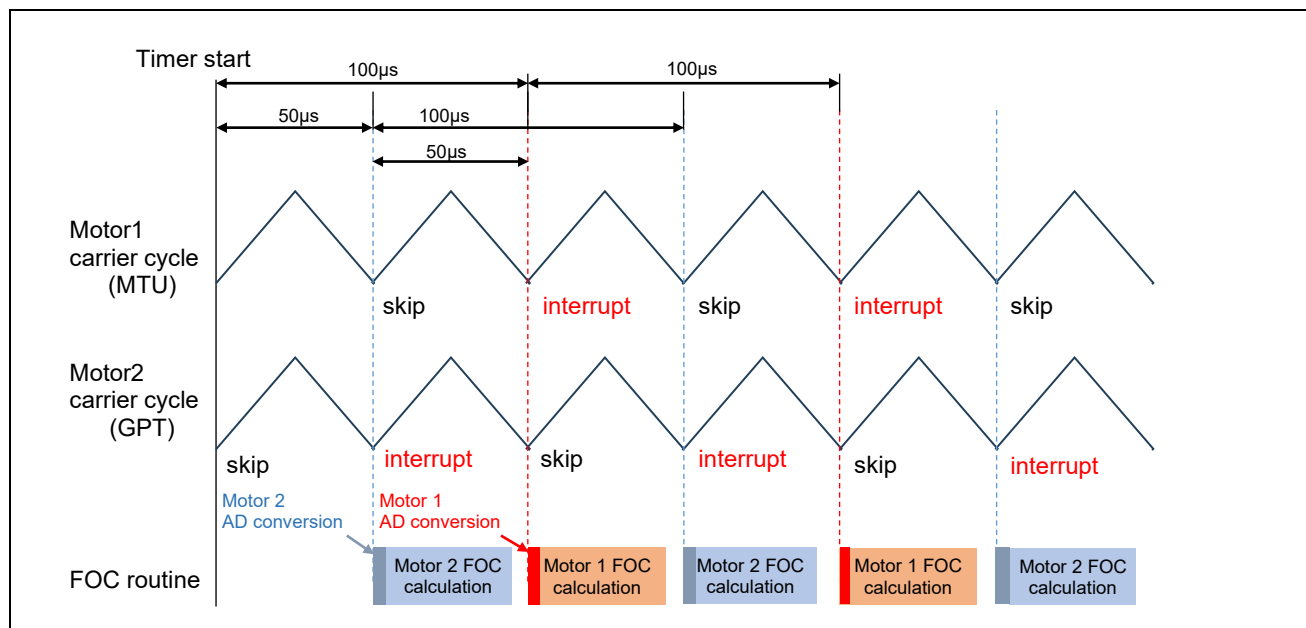 Timer start
100µs
100µs
50µs
100µs
50µs
Motor1
carrier cycle
(MTU)
skip
interrupt
skip
interrupt
skip
Motor2
carrier cycle
(GPT)
skip
interrupt
skip
interrupt
skip
interrupt
Motor 2
AD conversion
Motor 1
AD conversion
FOC routine
Motor 2 FOC
calculation
Motor 1 FOC
calculation
Motor 2 FOC
calculation
Motor 1 FOC
calculation
Motor 2 FOC
calculation